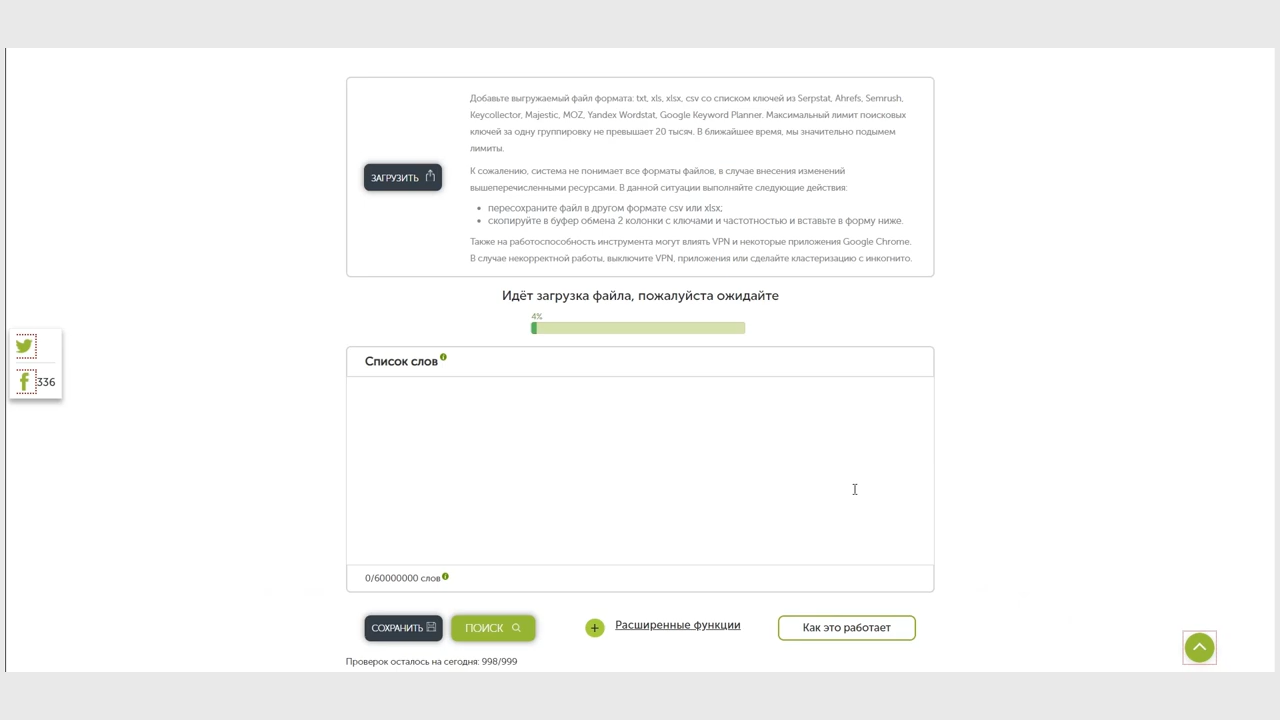 Добавьте выгружаемый файл формата: txt, xls, xlsx, csv со списком ключей из Serpstat, Ahrefs, Semrush,
Keycollector, Majestic, MOZ, Yandex Wordstat, Google Keyword Planner. Максимальный лимит поисковых
ключей за одну группировку не превышает 20 тысяч. В ближайшее время, мы значительно подымем
лимиты.
ЗАГРУЗИТЬ
К сожалению, система не понимает все форматы файлов, в случае внесения изменений
вышеперечисленными ресурсами. В данной ситуации выполняйте следующие действия:
пересохраните файл в другом формате csv или xlsx;
скопируйте в буфер обмена 2 колонки с ключами и частотностью и вставьте в форму ниже.
Также на работоспособность инструмента могут влиять VPN и некоторые приложения Google Chrome.
В случае некорректной работы, выключите VPN, приложения или сделайте кластеризацию с инкогнито.
Идёт загрузка файла, пожалуйста ожидайте
4%
Список слов
336
0/60000000 слов
СОХРАНИТЬ
ПОИСК
+ Расширенные функции
Как это работает
Проверок осталось на сегодня: 998/999